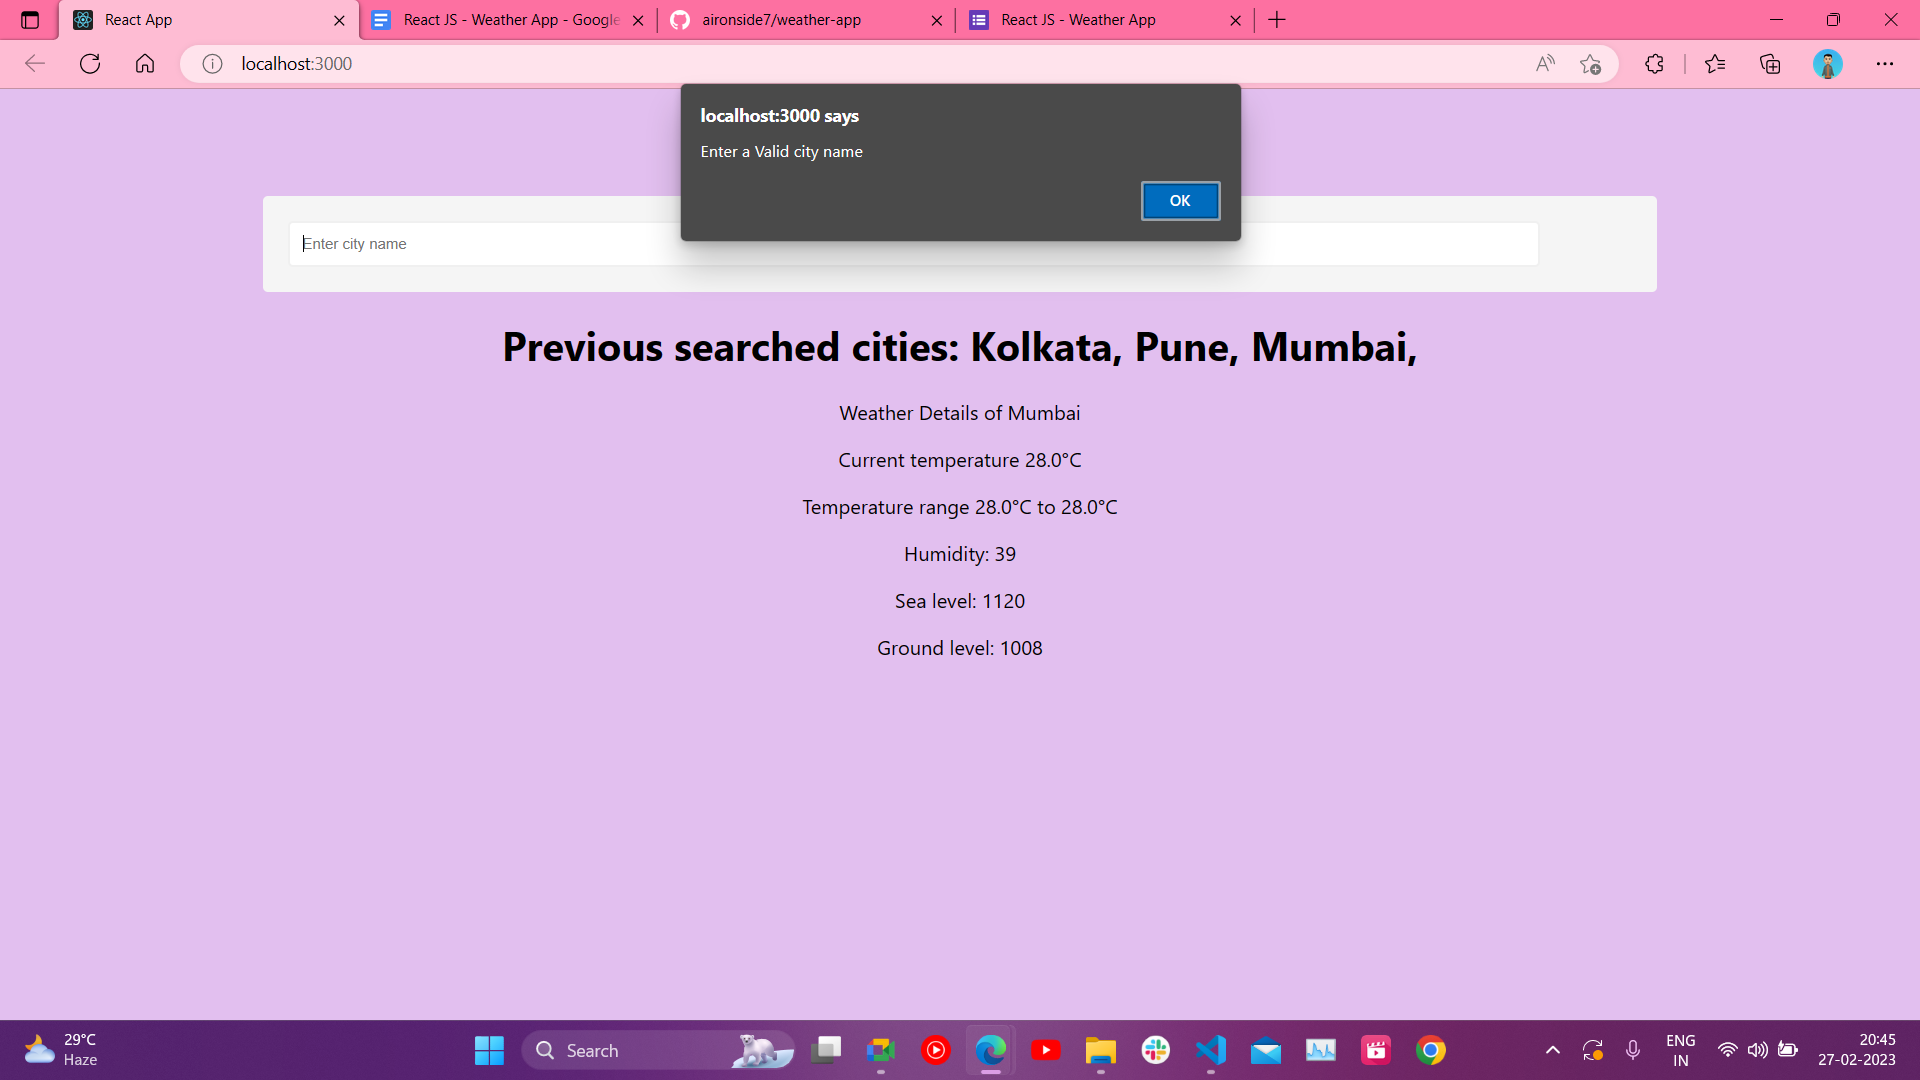 React App
React JS - Weather App - Google
aironside7/weather-app
React JS - Weather App
localhost:3000
localhost:3000 says
Enter a Valid city name
OK
Enter city name
Previous searched cities: Kolkata, Pune, Mumbai,
Weather Details of Mumbai
Current temperature 28.0°C
Temperature range 28.0°C to 28.0°C
Humidity: 39
Sea level: 1120
Ground level: 1008
29°C
Haze
Search
ENG
IN
20:45
27-02-2023